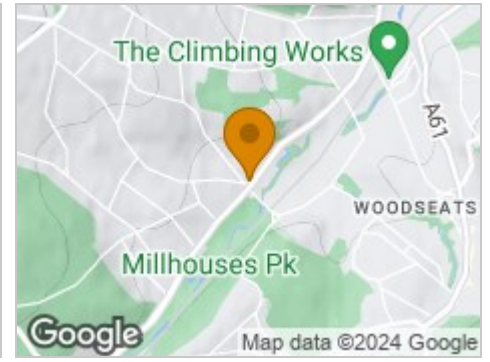 The Climbing Works
A61
WOODSEATS
Millhouses Pk
Google
Map data ©2024 Google